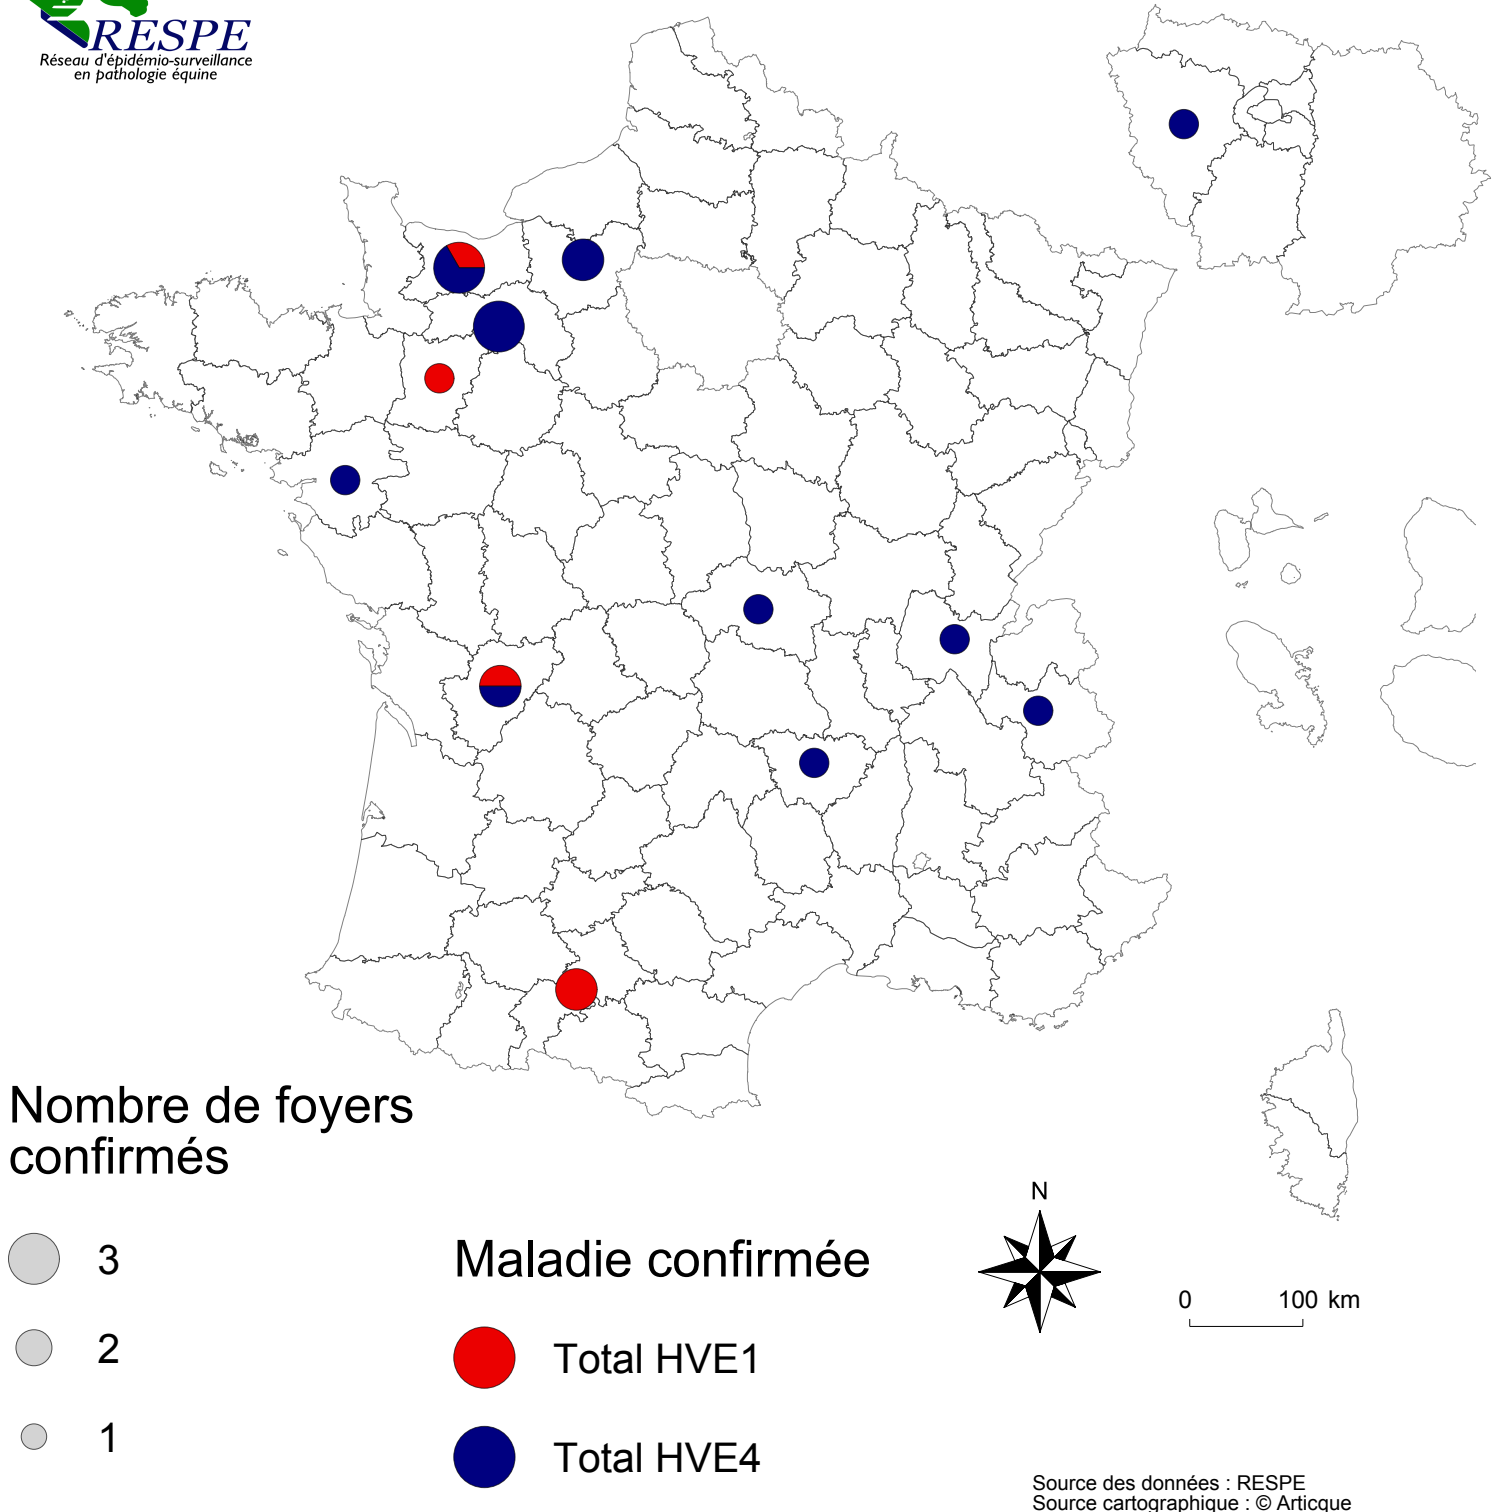 RESPE
Réseau d'épidémio-surveillance
en pathologie équine
Nombre de foyers
confirmés
3
2
1
Maladie confirmée
Total HVE1
Total HVE4
N
0 100 km
Source des données : RESPE
Source cartographique : © Articque